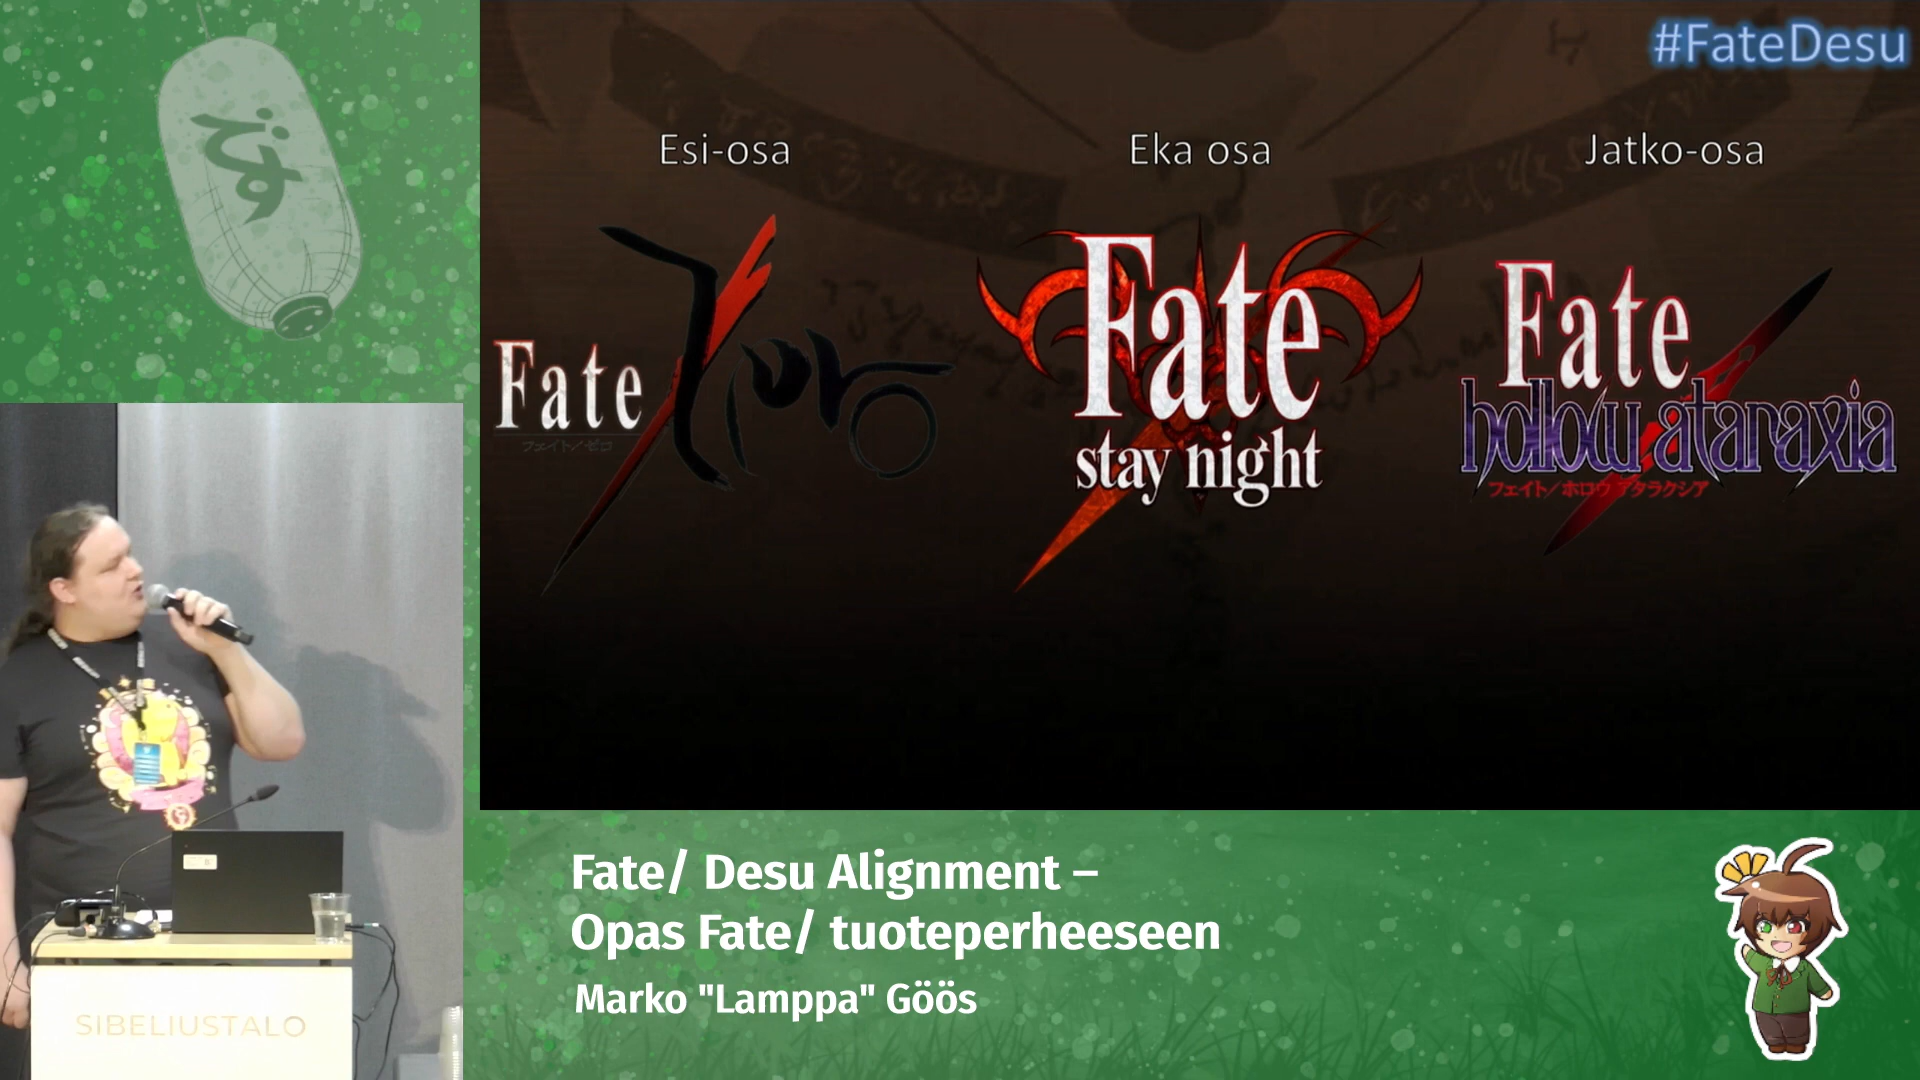 #FateDesu
Esi-osa
Eka osa
Jatko-osa
Fate
Zero
フェイト/ゼロ
Fate
stay night
Fate
hollow ataraxia
フェイト/ホロウ アタラクシア
Fate/ Desu Alignment –
Opas Fate/ tuoteperheeseen
Marko "Lamppa" Göös
SIBELIUSTALO